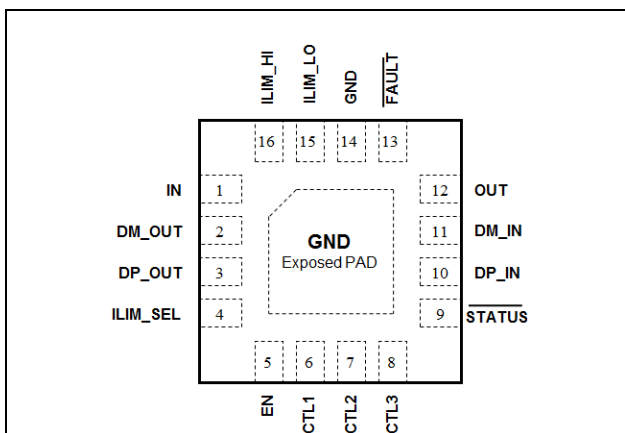 ILIM_HI ILIM_LO GND FAULT
16 15 14 13
IN 1 12 OUT
DM_OUT 2 11 DM_IN
GND
Exposed PAD
DP_OUT 3 10 DP_IN
ILIM_SEL 4 9 STATUS
5 6 7 8
EN CTL1 CTL2 CTL3